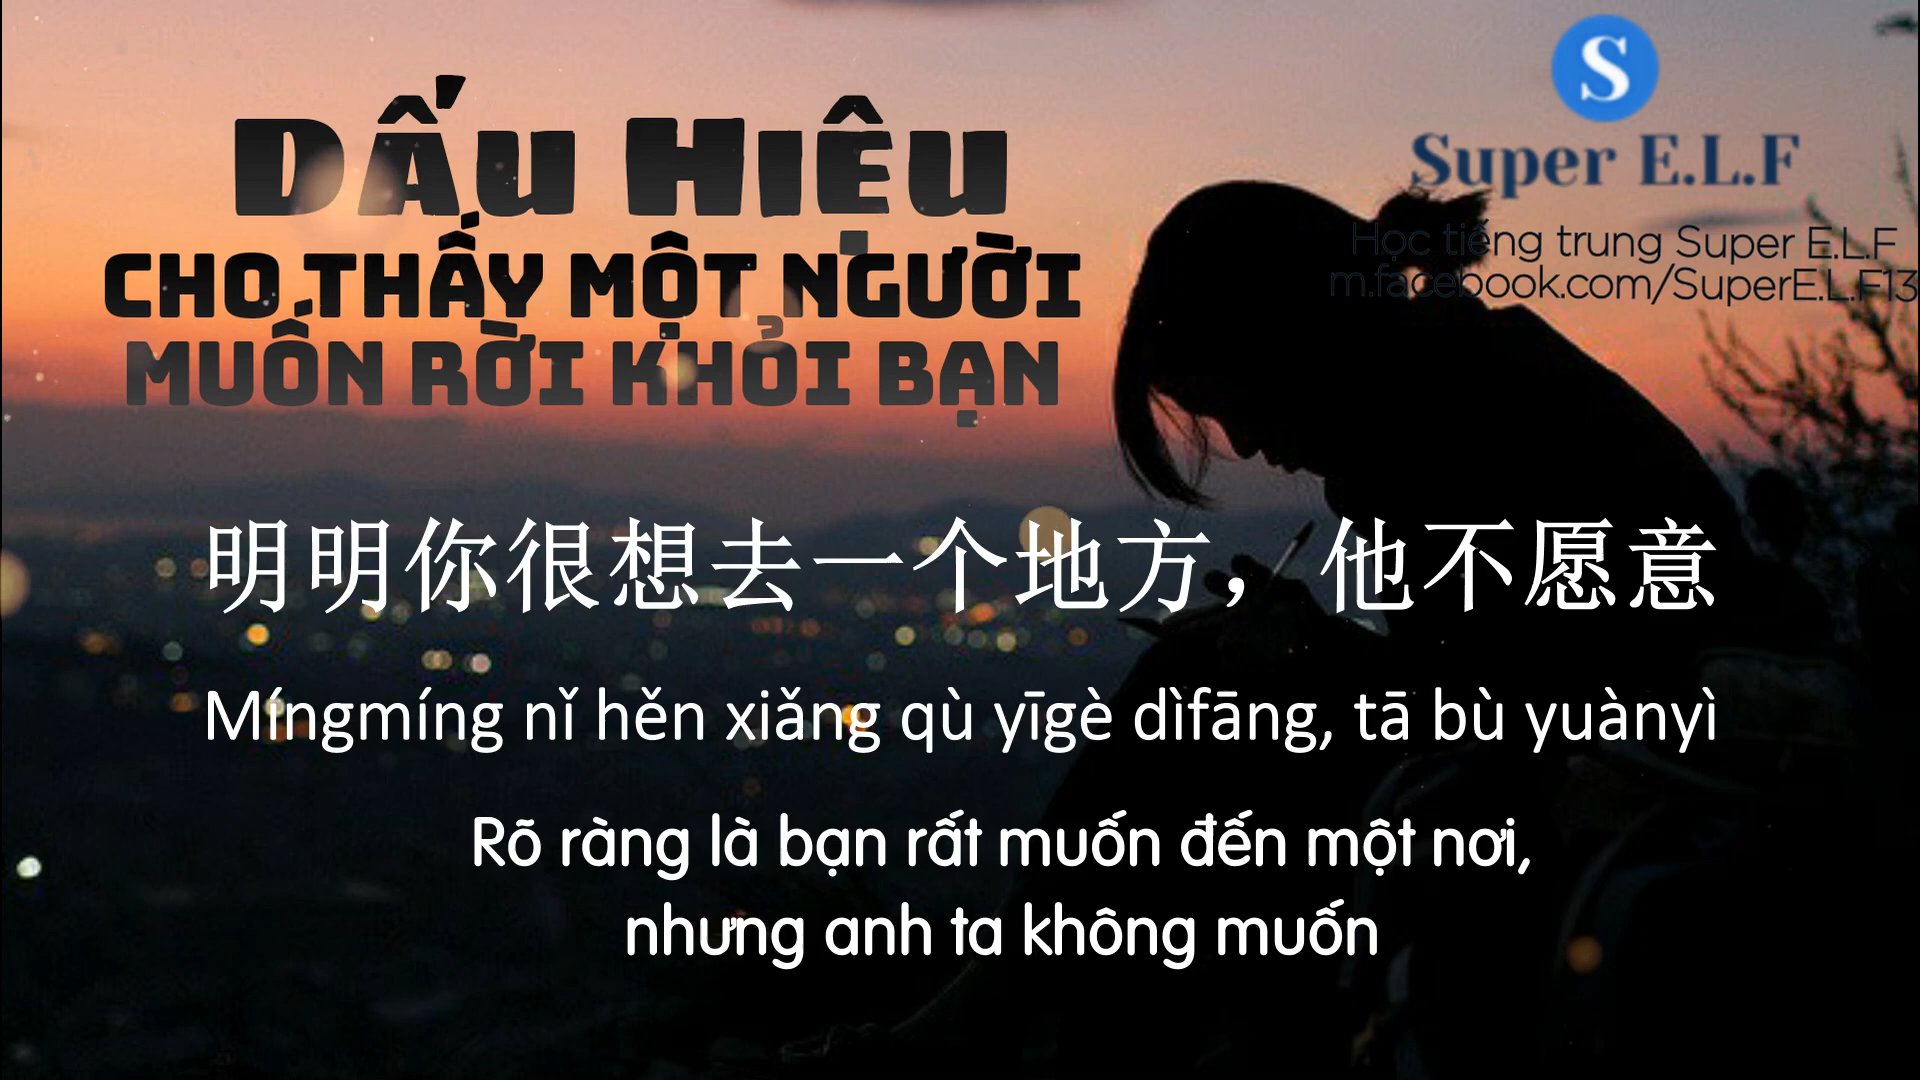 S
Super E.L.F
Học tiếng trung Super E.L.F
m.facebook.com/SuperE.L.F13
Dấu Hiệu
CHO THẤY MỘT NGƯỜI
MUỐN RỜI KHỎI BẠN
明明你很想去一个地方，他不愿意
Míngmíng nǐ hěn xiǎng qù yīgè dìfāng, tā bù yuànyì
Rõ ràng là bạn rất muốn đến một nơi,
nhưng anh ta không muốn